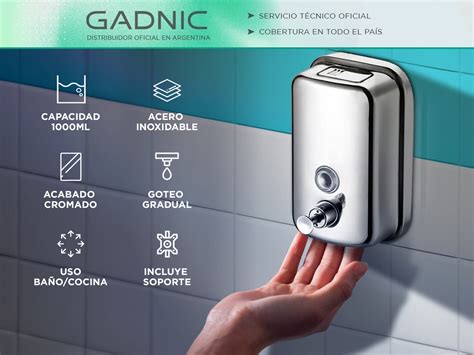 GADNIC
DISTRIBUIDOR OFICIAL EN ARGENTINA
SERVICIO TÉCNICO OFICIAL
COBERTURA EN TODO EL PAÍS
CAPACIDAD
1000ML
ACERO
INOXIDABLE
ACABADO
CROMADO
GOTEO
GRADUAL
USO
BAÑO/COCINA
INCLUYE
SOPORTE